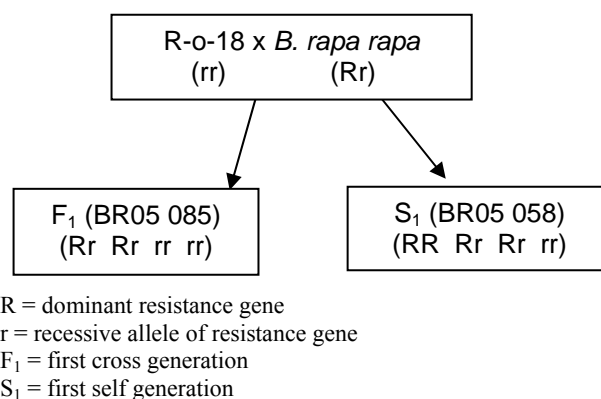 R-o-18 x B. rapa rapa
(rr) (Rr)
F₁ (BR05 085)
(Rr Rr rr rr)
S₁ (BR05 058)
(RR Rr Rr rr)
R = dominant resistance gene
r = recessive allele of resistance gene
F₁ = first cross generation
S₁ = first self generation